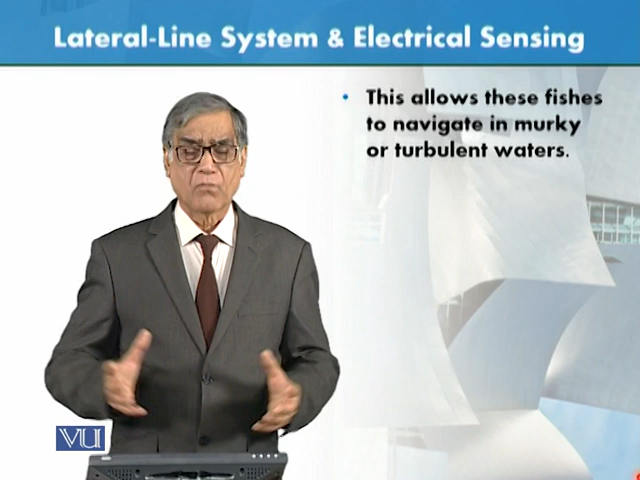 Lateral-Line System & Electrical Sensing
• This allows these fishes
to navigate in murky
or turbulent waters.
VU